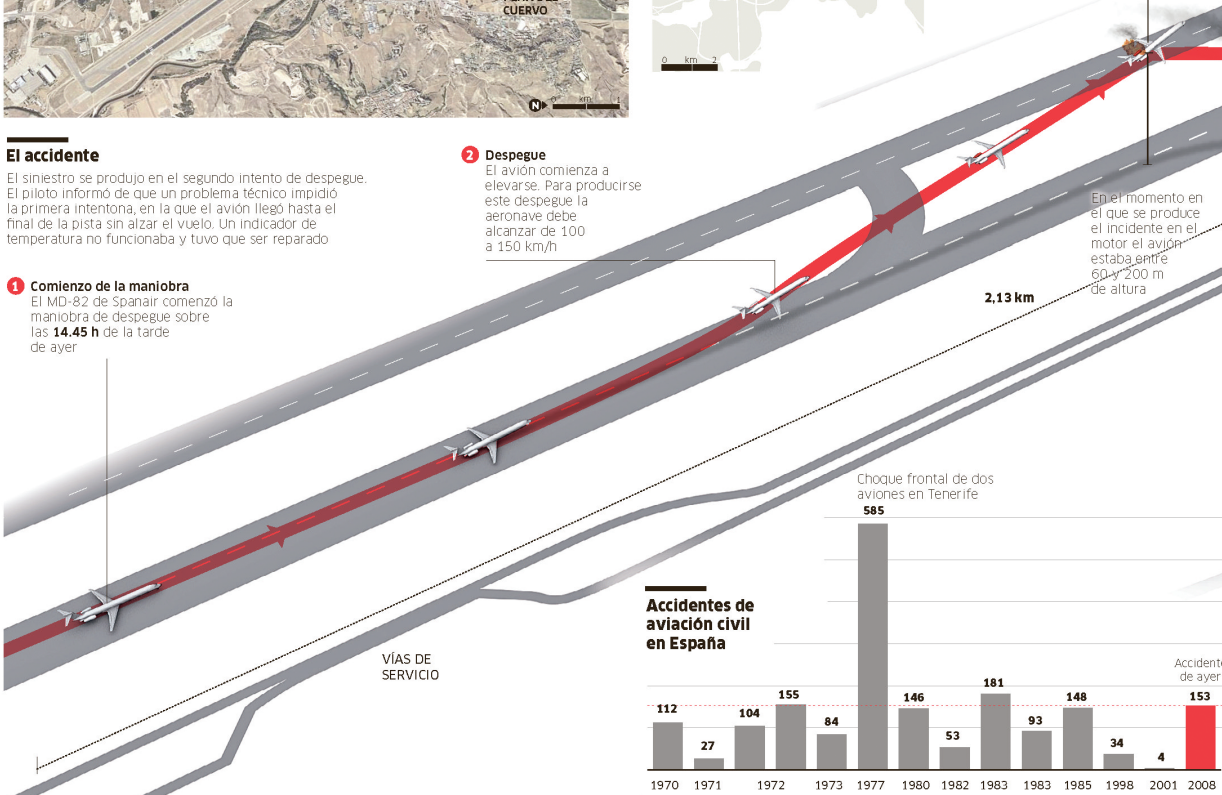 CUERVO
0 km 2
N
0 km 1
El accidente
El siniestro se produjo en el segundo intento de despegue.
El piloto informó de que un problema técnico impidió
la primera intentona, en la que el avión llegó hasta el
final de la pista sin alzar el vuelo. Un indicador de
temperatura no funcionaba y tuvo que ser reparado
1 Comienzo de la maniobra
El MD-82 de Spanair comenzó la
maniobra de despegue sobre
las 14.45 h de la tarde
de ayer
2 Despegue
El avión comienza a
elevarse. Para producirse
este despegue la
aeronave debe
alcanzar de 100
a 150 km/h
En el momento en
el que se produce
el incidente en el
motor el avión
estaba entre
60 y 200 m
de altura
2,13 km
VÍAS DE
SERVICIO
Accidentes de
aviación civil
en España
Choque frontal de dos
aviones en Tenerife
585
Accidente
de ayer
112 27 104 155 84 146 53 181 93 148 34 4 153
1970 1971 1972 1973 1977 1980 1982 1983 1983 1985 1998 2001 2008